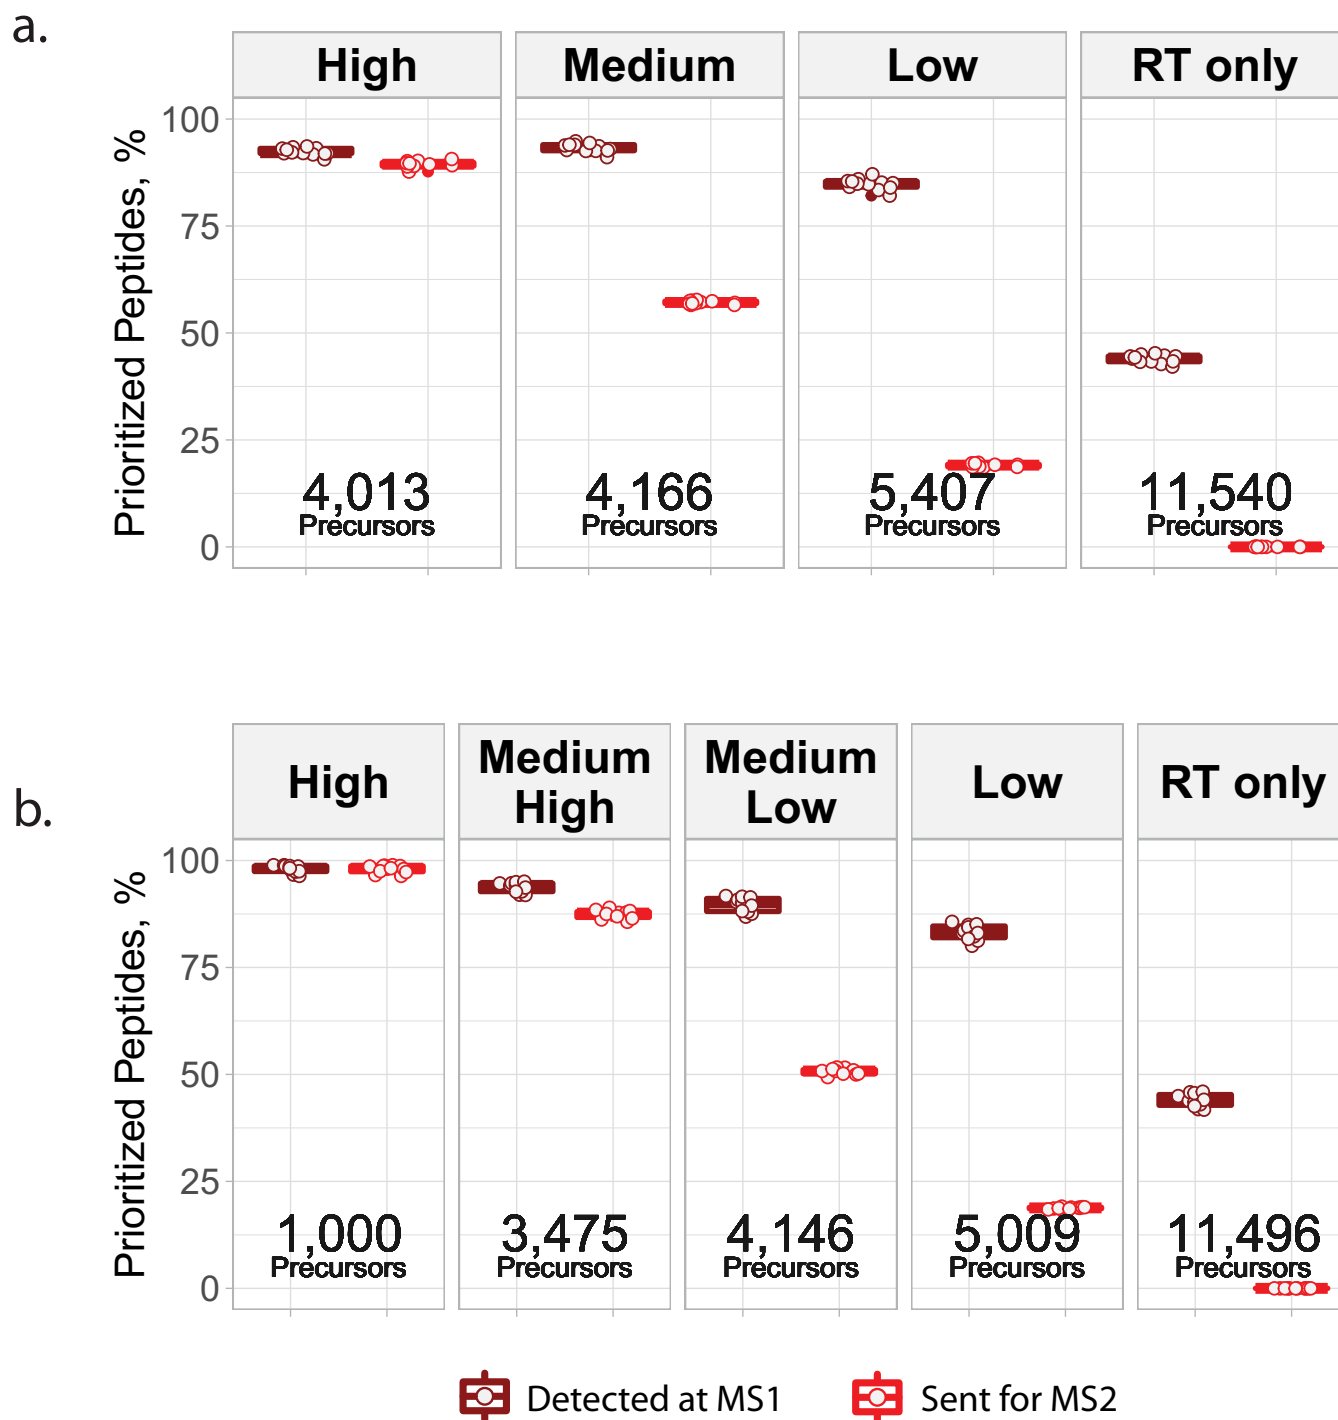 a.
High
Medium
Low
RT only
Prioritized Peptides, %
100
75
50
25
0
4,013
Precursors
4,166
Precursors
5,407
Precursors
11,540
Precursors
b.
High
Medium
High
Medium
Low
Low
RT only
Prioritized Peptides, %
100
75
50
25
0
1,000
Precursors
3,475
Precursors
4,146
Precursors
5,009
Precursors
11,496
Precursors
Detected at MS1
Sent for MS2